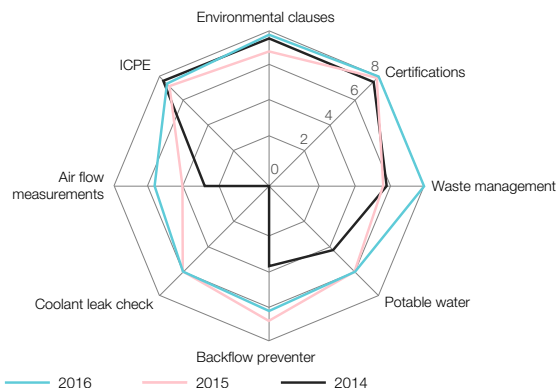 Environmental clauses
ICPE
8
Certifications
6
4
2
0
Air flow
measurements
Waste management
Coolant leak check
Potable water
Backflow preventer
2016
2015
2014